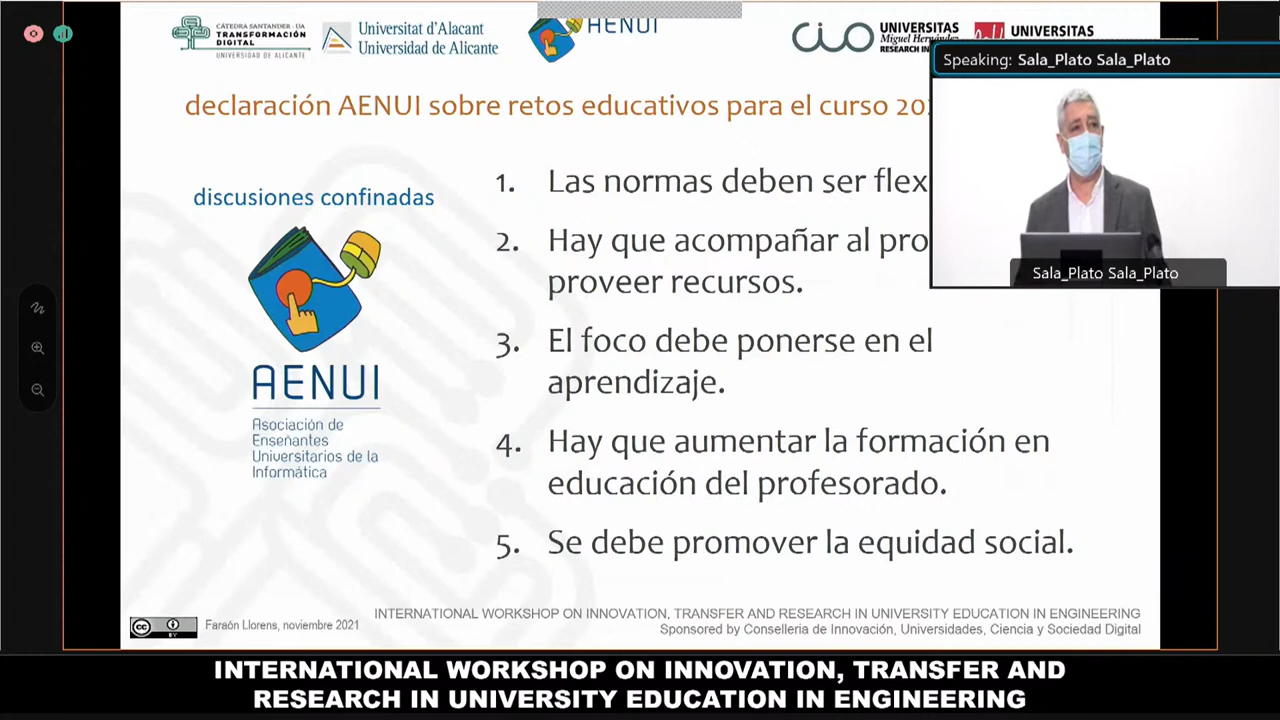 CÁTEDRA SANTANDER - UA
TRANSFORMACIÓN
DIGITAL
UNIVERSIDAD DE ALICANTE
Universitat d'Alacant
Universidad de Alicante
AENUI
CIO
UNIVERSITAS
Miguel Hernández
UNIVERSITAS
Speaking: Sala_Plato Sala_Plato
declaración AENUI sobre retos educativos para el curso
discusiones confinadas
1. Las normas deben ser
2. Hay que acompañar al
proveer recursos.
3. El foco debe ponerse en el
aprendizaje.
4. Hay que aumentar la formación en
educación del profesorado.
5. Se debe promover la equidad social.
Sala_Plato Sala_Plato
AENUI
Asociación de
Enseñantes
Universitarios de la
Informática
cc BY
Faraón Llorens, noviembre 2021
INTERNATIONAL WORKSHOP ON INNOVATION, TRANSFER AND RESEARCH IN UNIVERSITY EDUCATION IN ENGINEERING
Sponsored by Conselleria de Innovación, Universidades, Ciencia y Sociedad Digital
INTERNATIONAL WORKSHOP ON INNOVATION, TRANSFER AND
RESEARCH IN UNIVERSITY EDUCATION IN ENGINEERING